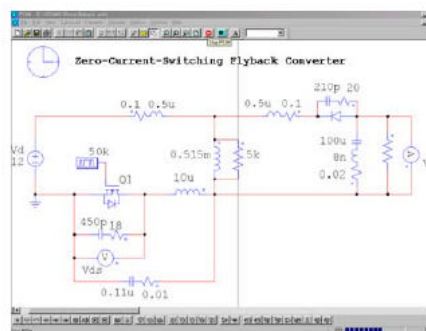 Zero-Current-Switching Flyback Converter
210p 20
0.1 0.5u
0.5u 0.1
50k
Vd
12
Q1
0.515m
5k
100u
8n
0.02
10u
450p
18
V
A
Vds
0.11u
0.01